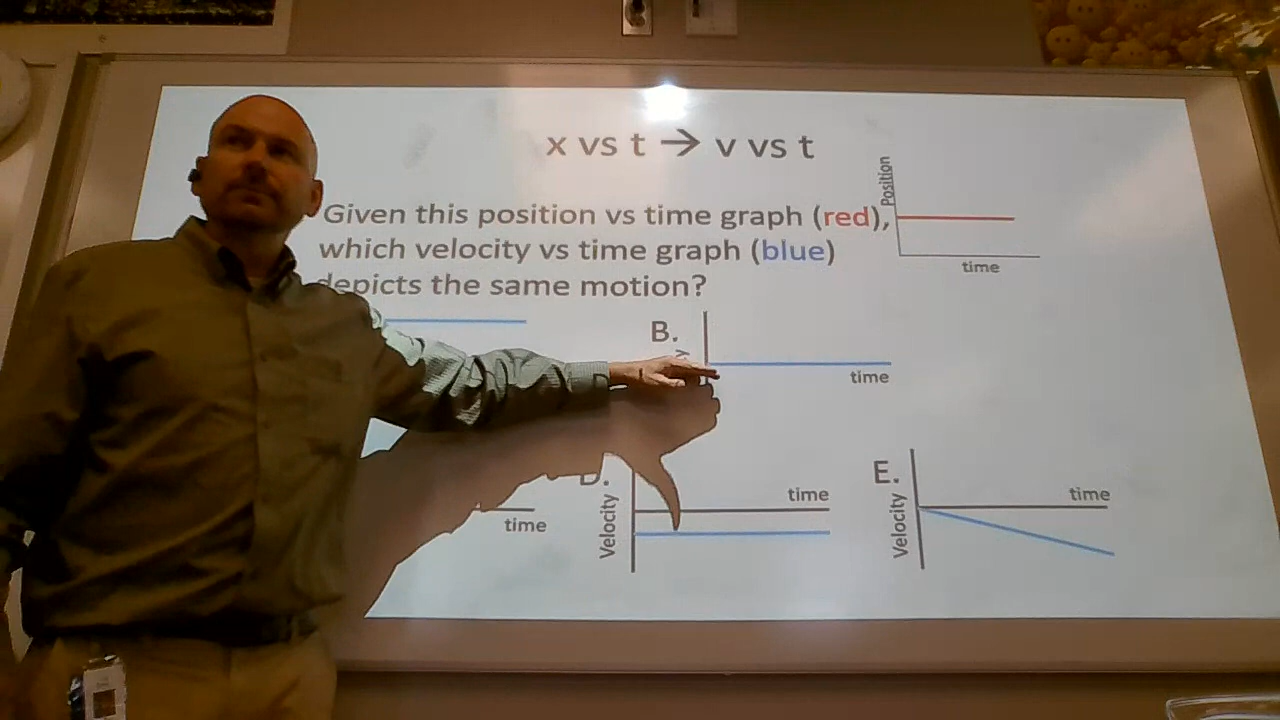 x vs t → v vs t
Position
time
Given this position vs time graph (red),
which velocity vs time graph (blue)
depicts the same motion?
B.
y
time
time
D.
Velocity
time
E.
Velocity
time